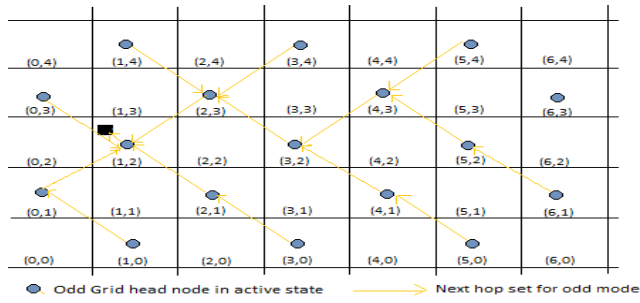 (0,4) (1,4) (2,4) (3,4) (4,4) (5,4) (6,4)
(0,3) (1,3) (2,3) (3,3) (4,3) (5,3) (6,3)
(0,2) (1,2) (2,2) (3,2) (4,2) (5,2) (6,2)
(0,1) (1,1) (2,1) (3,1) (4,1) (5,1) (6,1)
(0,0) (1,0) (2,0) (3,0) (4,0) (5,0) (6,0)
Odd Grid head node in active state Next hop set for odd mode